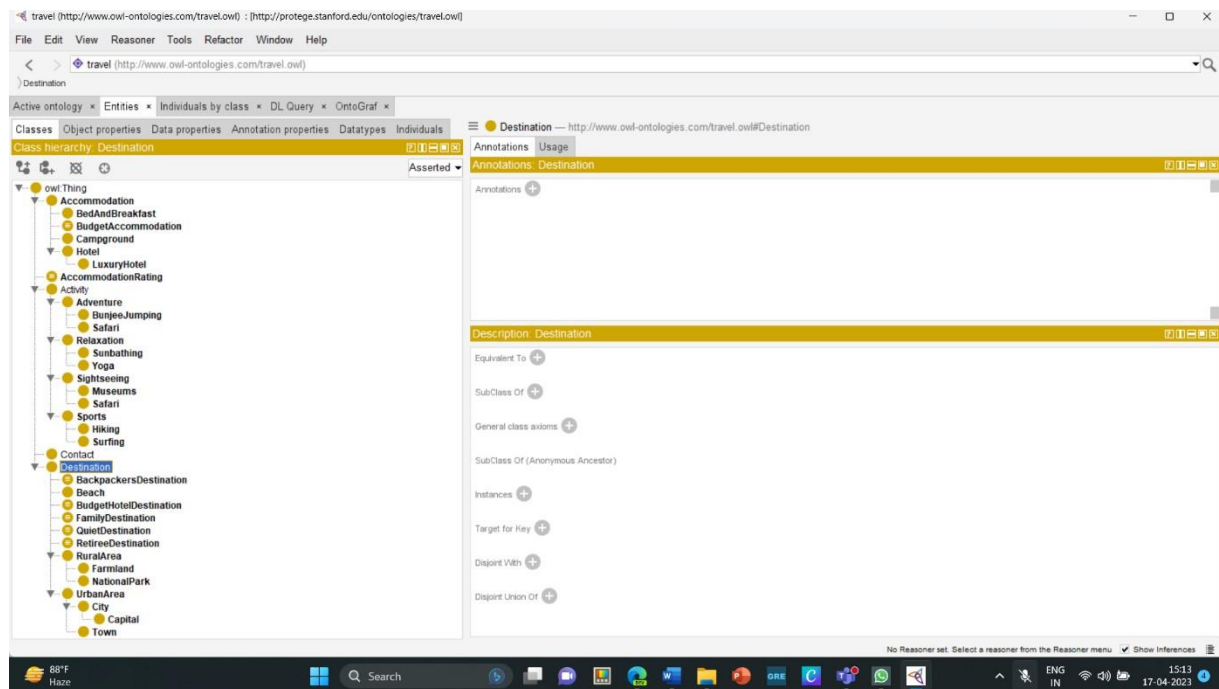 travel (http://www.owl-ontologies.com/travel.owl) : [http://protege.stanford.edu/ontologies/travel.owl]
File Edit View Reasoner Tools Refactor Window Help
travel (http://www.owl-ontologies.com/travel.owl)
Destination
Active ontology × Entities × Individuals by class × DL Query × OntoGraf ×
Classes Object properties Data properties Annotation properties Datatypes Individuals
Class hierarchy: Destination
Asserted
owl:Thing
Accommodation
BedAndBreakfast
BudgetAccommodation
Campground
Hotel
LuxuryHotel
AccommodationRating
Activity
Adventure
BunjeeJumping
Safari
Relaxation
Sunbathing
Yoga
Sightseeing
Museums
Safari
Sports
Hiking
Surfing
Contact
Destination
BackpackersDestination
Beach
BudgetHotelDestination
FamilyDestination
QuietDestination
RetireeDestination
RuralArea
Farmland
NationalPark
UrbanArea
City
Capital
Town
Destination — http://www.owl-ontologies.com/travel.owl#Destination
Annotations Usage
Annotations: Destination
Annotations
Description: Destination
Equivalent To
SubClass Of
General class axioms
SubClass Of (Anonymous Ancestor)
Instances
Target for Key
Disjoint With
Disjoint Union Of
No Reasoner set. Select a reasoner from the Reasoner menu Show Inferences
88°F
Haze
Search
GRE
ENG
IN
15:13
17-04-2023